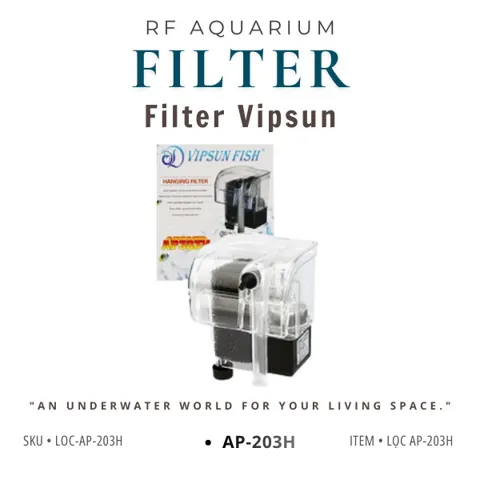 RF AQUARIUM
FILTER
Filter Vipsun
VIPSUN FISH
HANGING FILTER
"AN UNDERWATER WORLD FOR YOUR LIVING SPACE."
SKU • LOC-AP-203H
• AP-203H
ITEM • LỌC AP-203H